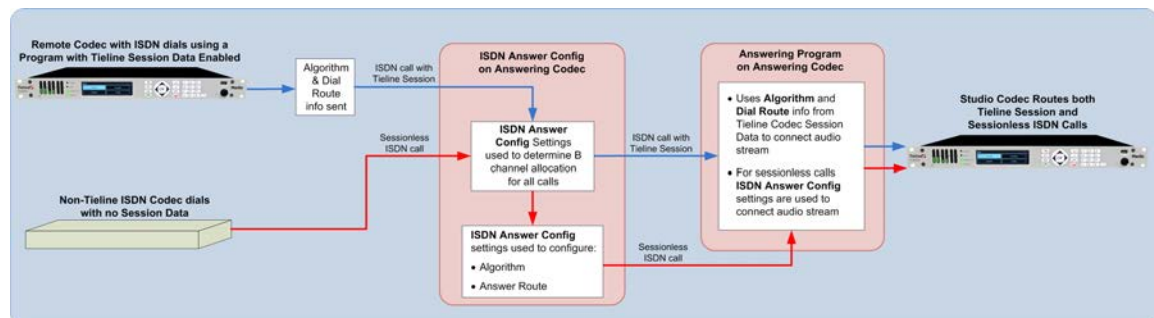 Remote Codec with ISDN dials using a
Program with Tieline Session Data Enabled
Algorithm
& Dial
Route
info sent
ISDN call with
Tieline Session
Sessionless
ISDN call
Non-Tieline ISDN Codec dials
with no Session Data
ISDN Answer Config
on Answering Codec
ISDN Answer
Config Settings
used to determine B
channel allocation
for all calls
ISDN Answer Config
settings used to configure:
• Algorithm
• Answer Route
ISDN call with
Tieline Session
Sessionless
ISDN call
Answering Program
on Answering Codec
• Uses Algorithm and
Dial Route info from
Tieline Codec Session
Data to connect audio
stream
• For sessionless calls
ISDN Answer Config
settings are used to
connect audio stream
Studio Codec Routes both
Tieline Session and
Sessionless ISDN Calls